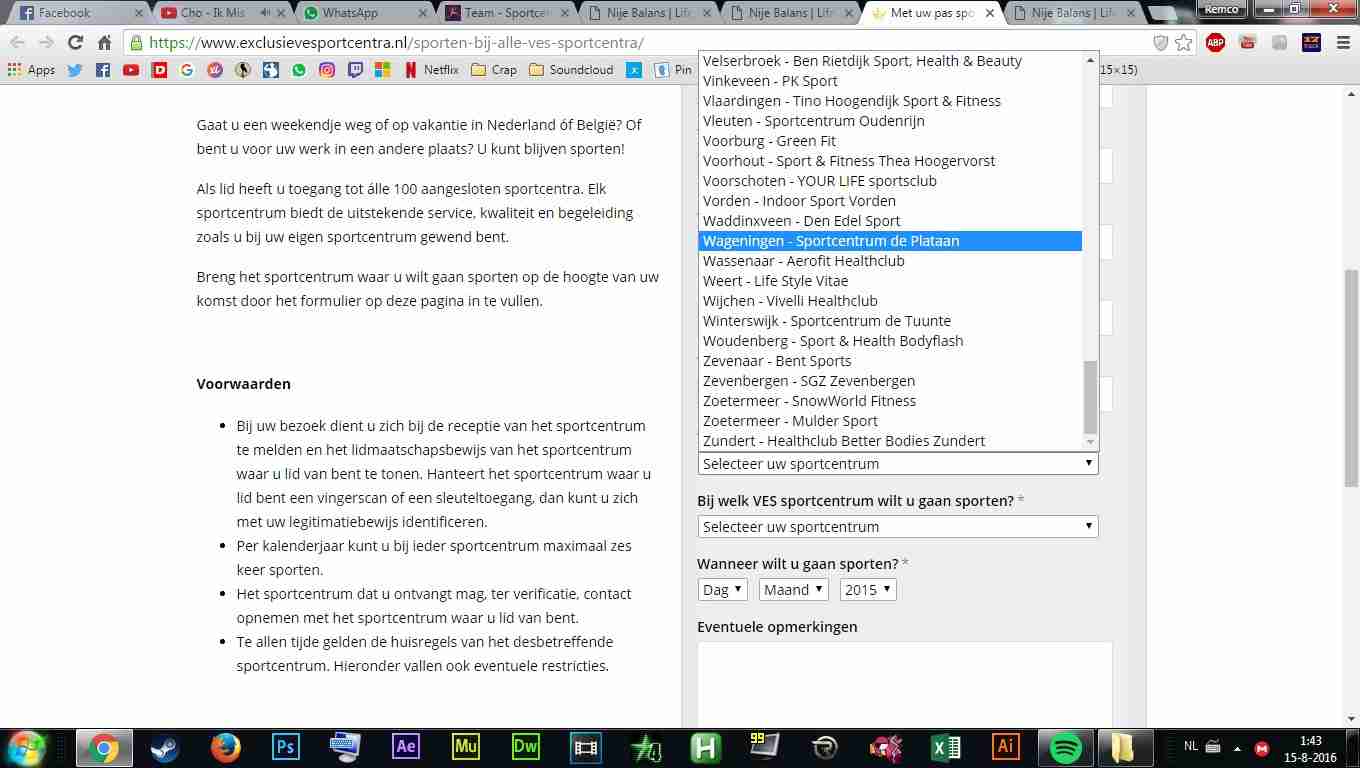 Facebook
Cho - Ik Mis
WhatsApp
Team - Sportce
Nije Balans | Life
Nije Balans | Life
Met uw pas spo
Nije Balans | Life
Remco
https://www.exclusievesportcentra.nl/sporten-bij-alle-ves-sportcentra/
ABP
Apps
Netflix
Crap
Soundcloud
Pin
15×15)
Gaat u een weekendje weg of op vakantie in Nederland óf België? Of
bent u voor uw werk in een andere plaats? U kunt blijven sporten!
Als lid heeft u toegang tot álle 100 aangesloten sportcentra. Elk
sportcentrum biedt de uitstekende service, kwaliteit en begeleiding
zoals u bij uw eigen sportcentrum gewend bent.
Breng het sportcentrum waar u wilt gaan sporten op de hoogte van uw
komst door het formulier op deze pagina in te vullen.
Voorwaarden
Bij uw bezoek dient u zich bij de receptie van het sportcentrum
te melden en het lidmaatschapsbewijs van het sportcentrum
waar u lid van bent te tonen. Hanteert het sportcentrum waar u
lid bent een vingerscan of een sleuteltoegang, dan kunt u zich
met uw legitimatiebewijs identificeren.
Per kalenderjaar kunt u bij ieder sportcentrum maximaal zes
keer sporten.
Het sportcentrum dat u ontvangt mag, ter verificatie, contact
opnemen met het sportcentrum waar u lid van bent.
Te allen tijde gelden de huisregels van het desbetreffende
sportcentrum. Hieronder vallen ook eventuele restricties.
Velserbroek - Ben Rietdijk Sport, Health & Beauty
Vinkeveen - PK Sport
Vlaardingen - Tino Hoogendijk Sport & Fitness
Vleuten - Sportcentrum Oudenrijn
Voorburg - Green Fit
Voorhout - Sport & Fitness Thea Hoogervorst
Voorschoten - YOUR LIFE sportsclub
Vorden - Indoor Sport Vorden
Waddinxveen - Den Edel Sport
Wageningen - Sportcentrum de Plataan
Wassenaar - Aerofit Healthclub
Weert - Life Style Vitae
Wijchen - Vivelli Healthclub
Winterswijk - Sportcentrum de Tuunte
Woudenberg - Sport & Health Bodyflash
Zevenaar - Bent Sports
Zevenbergen - SGZ Zevenbergen
Zoetermeer - SnowWorld Fitness
Zoetermeer - Mulder Sport
Zundert - Healthclub Better Bodies Zundert
Selecteer uw sportcentrum
Bij welk VES sportcentrum wilt u gaan sporten? *
Selecteer uw sportcentrum
Wanneer wilt u gaan sporten? *
Dag Maand 2015
Eventuele opmerkingen
Ps
Ae
Mu
Dw
H
99
Ai
NL
1:43
15-8-2016